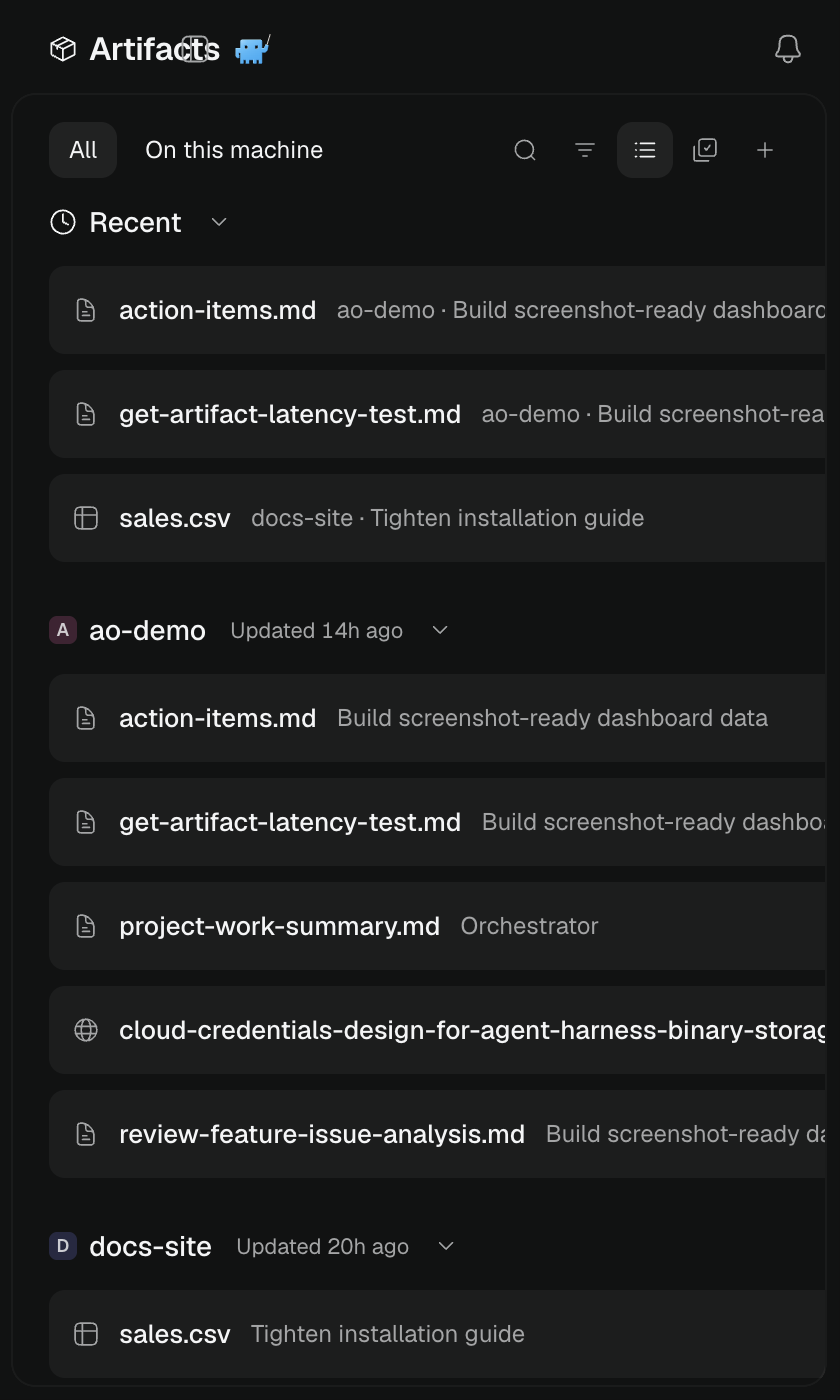 Artifacts
All On this machine
Recent
action-items.md ao-demo · Build screenshot-ready dashboard
get-artifact-latency-test.md ao-demo · Build screenshot-rea
sales.csv docs-site · Tighten installation guide
A ao-demo Updated 14h ago
action-items.md Build screenshot-ready dashboard data
get-artifact-latency-test.md Build screenshot-ready dashbo
project-work-summary.md Orchestrator
cloud-credentials-design-for-agent-harness-binary-storag
review-feature-issue-analysis.md Build screenshot-ready da
D docs-site Updated 20h ago
sales.csv Tighten installation guide